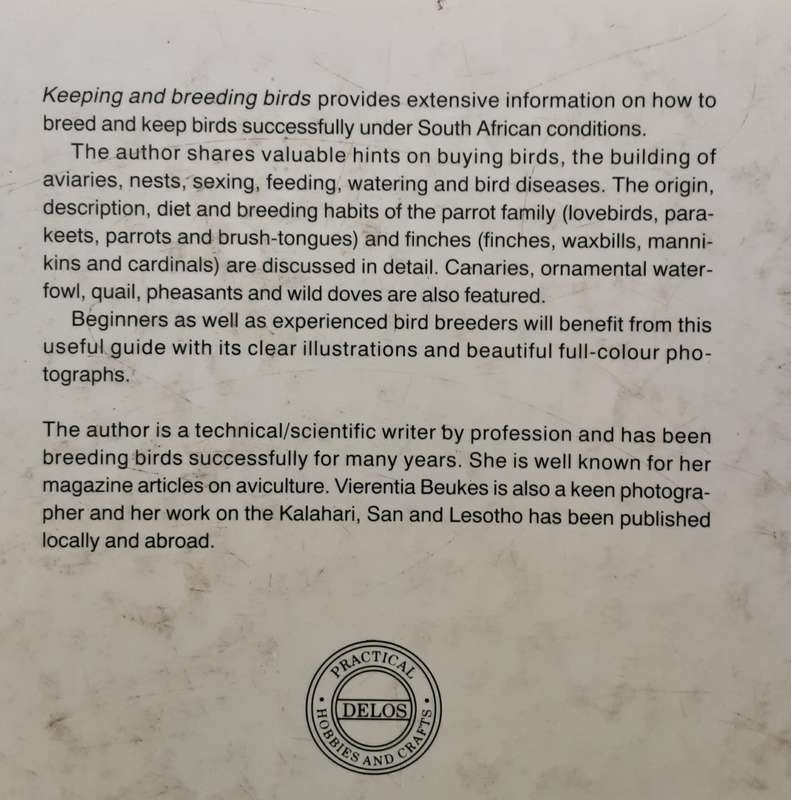 Keeping and breeding birds provides extensive information on how to
breed and keep birds successfully under South African conditions.
The author shares valuable hints on buying birds, the building of
aviaries, nests, sexing, feeding, watering and bird diseases. The origin,
description, diet and breeding habits of the parrot family (lovebirds, para-
keets, parrots and brush-tongues) and finches (finches, waxbills, manni-
kins and cardinals) are discussed in detail. Canaries, ornamental water-
fowl, quail, pheasants and wild doves are also featured.
Beginners as well as experienced bird breeders will benefit from this
useful guide with its clear illustrations and beautiful full-colour pho-
tographs.
The author is a technical/scientific writer by profession and has been
breeding birds successfully for many years. She is well known for her
magazine articles on aviculture. Vierentia Beukes is also a keen photogra-
pher and her work on the Kalahari, San and Lesotho has been published
locally and abroad.
PRACTICAL
DELOS
• HOBBIES AND CRAFTS •